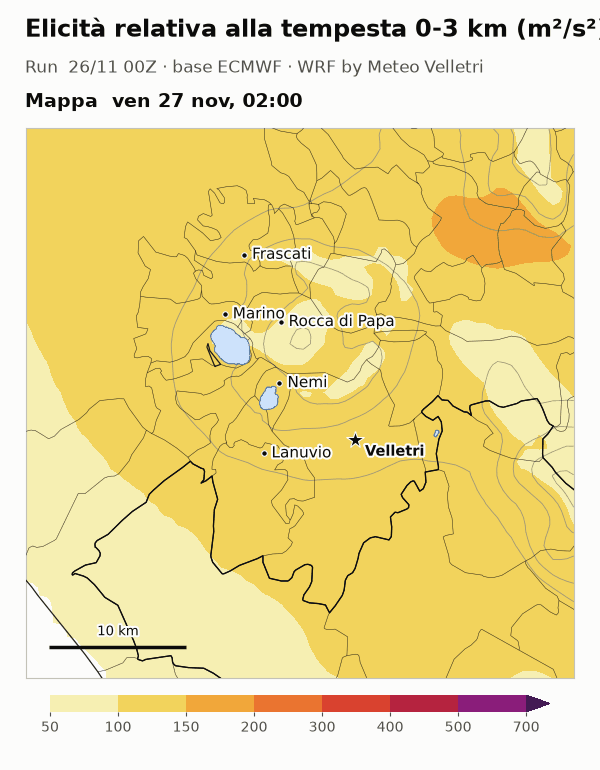 Elicità relativa alla tempesta 0-3 km (m²/s²)
Run  26/11 00Z · base ECMWF · WRF by Meteo Velletri
Mappa  ven 27 nov, 02:00
Frascati
Marino
Rocca di Papa
Nemi
Velletri
Lanuvio
10 km
50 100 150 200 300 400 500 700